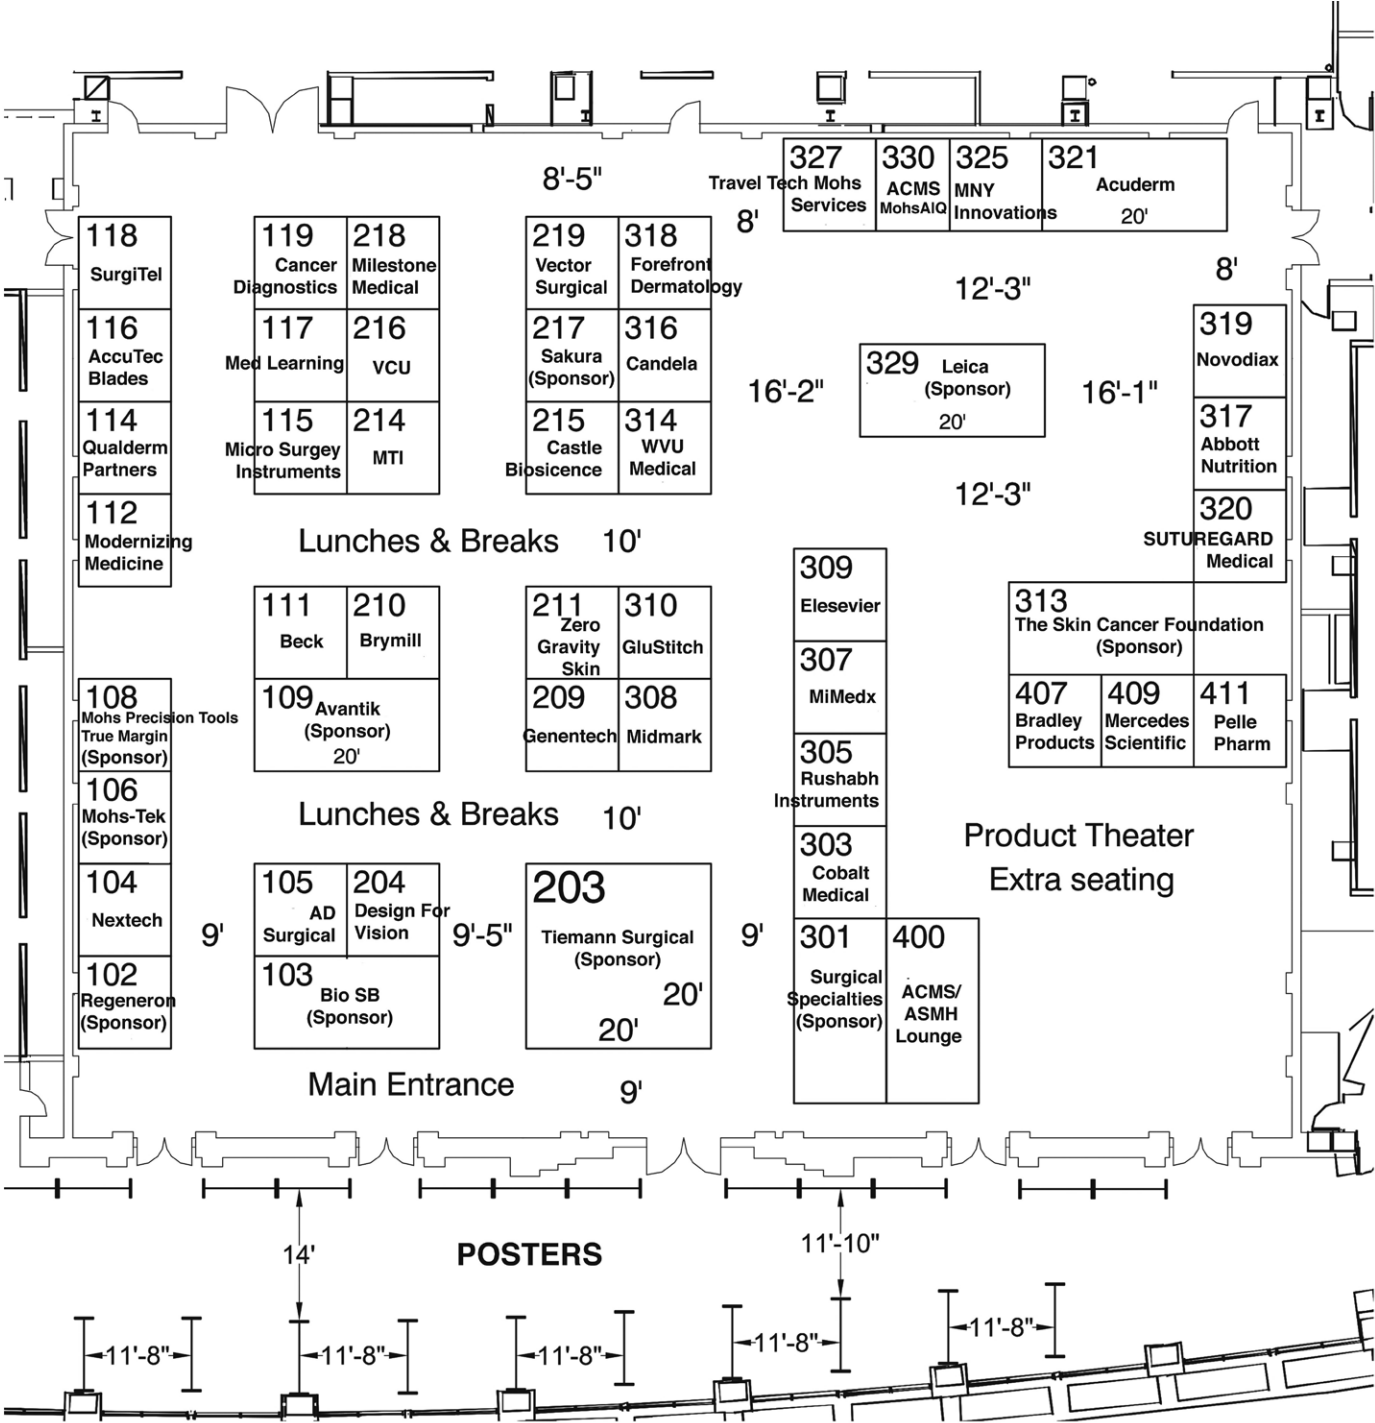 I
I
I
I
I
8'-5"
327
Travel Tech Mohs
Services
330
ACMS
MohsAIQ
325
MNY
Innovations
321
Acuderm
20'
8'
8'
118
SurgiTel
119
Cancer
Diagnostics
218
Milestone
Medical
219
Vector
Surgical
318
Forefront
Dermatology
12'-3"
116
AccuTec
Blades
117
Med Learning
216
VCU
217
Sakura
(Sponsor)
316
Candela
16'-2"
329
Leica
(Sponsor)
20'
16'-1"
319
Novodiax
114
Qualderm
Partners
115
Micro Surgey
Instruments
214
MTI
215
Castle
Biosicence
314
WVU
Medical
317
Abbott
Nutrition
12'-3"
112
Modernizing
Medicine
320
SUTUREGARD
Medical
Lunches & Breaks
10'
111
Beck
210
Brymill
211
Zero
Gravity
Skin
310
GluStitch
309
Elesevier
313
The Skin Cancer Foundation
(Sponsor)
108
Mohs Precision Tools
True Margin
(Sponsor)
109
Avantik
(Sponsor)
20'
209
Genentech
308
Midmark
307
MiMedx
407
Bradley
Products
409
Mercedes
Scientific
411
Pelle
Pharm
106
Mohs-Tek
(Sponsor)
305
Rushabh
Instruments
Lunches & Breaks
10'
Product Theater
Extra seating
104
Nextech
9'
105
AD
Surgical
204
Design For
Vision
9'-5"
203
Tiemann Surgical
(Sponsor)
20'
20'
9'
303
Cobalt
Medical
102
Regeneron
(Sponsor)
103
Bio SB
(Sponsor)
301
Surgical
Specialties
(Sponsor)
400
ACMS/
ASMH
Lounge
Main Entrance
9'
14'
POSTERS
11'-10"
11'-8"
11'-8"
11'-8"
11'-8"
11'-8"